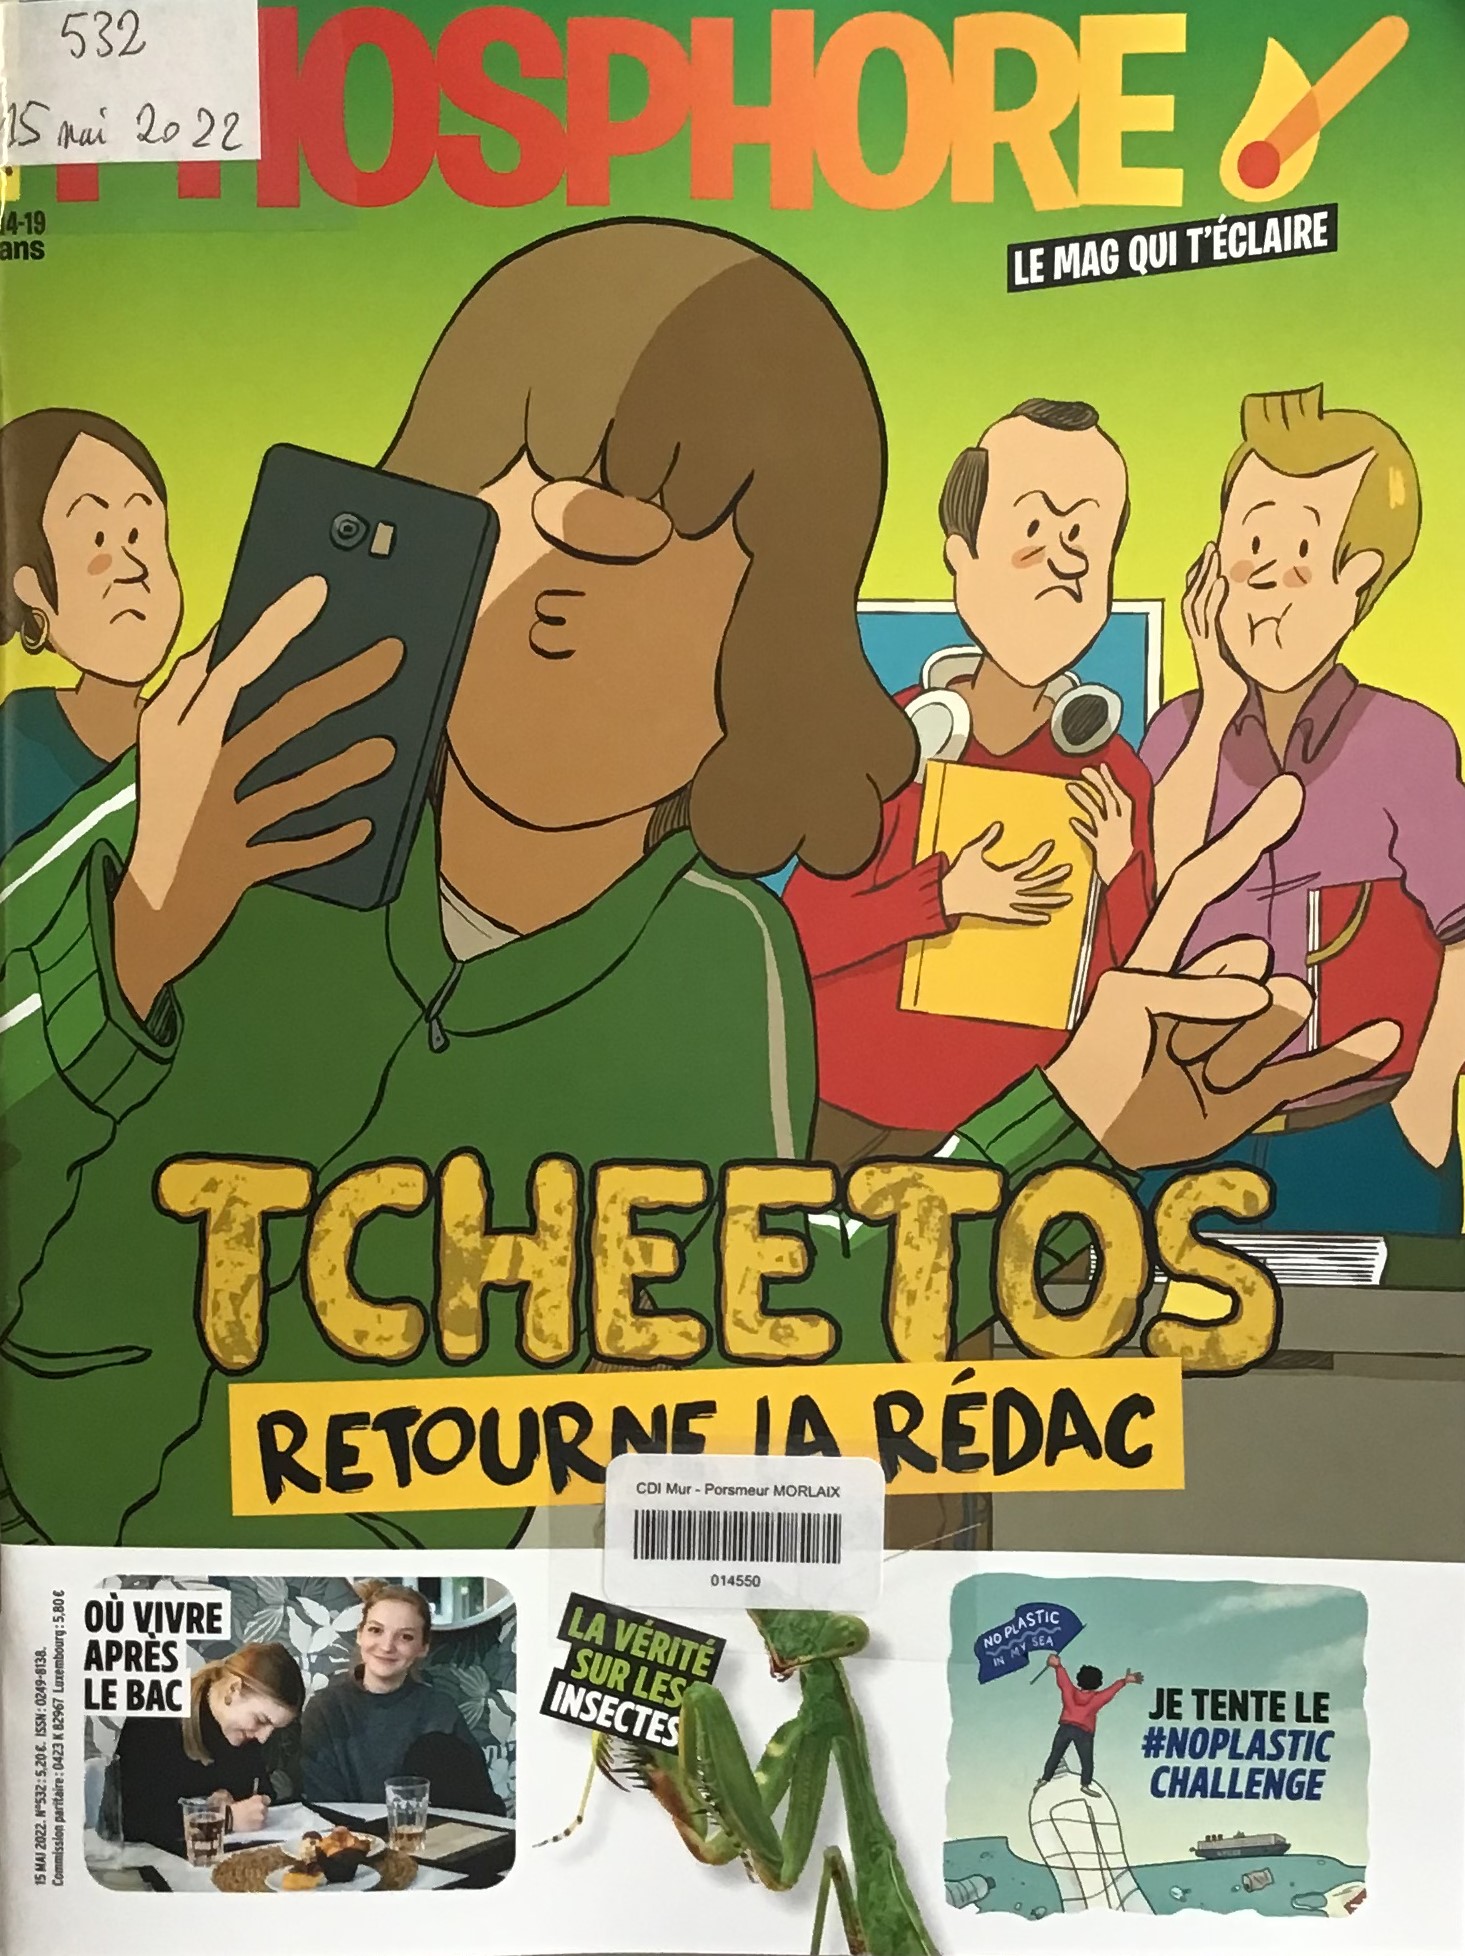 532
15 mai 2022
PHOSPHORE
14-19
ans
LE MAG QUI T'ÉCLAIRE
TCHEETOS
RETOURNE LA RÉDAC
CDI Mur - Porsmeur MORLAIX
014550
15 MAI 2022. N°532 : 5,20 €. ISSN : 0249-8138.
Commission paritaire : 0423 K 82967 Luxembourg : 5,80 €
OÙ VIVRE
APRÈS
LE BAC
LA VÉRITÉ
SUR LES
INSECTES
NO PLASTIC
IN MY SEA
JE TENTE LE
#NOPLASTIC
CHALLENGE